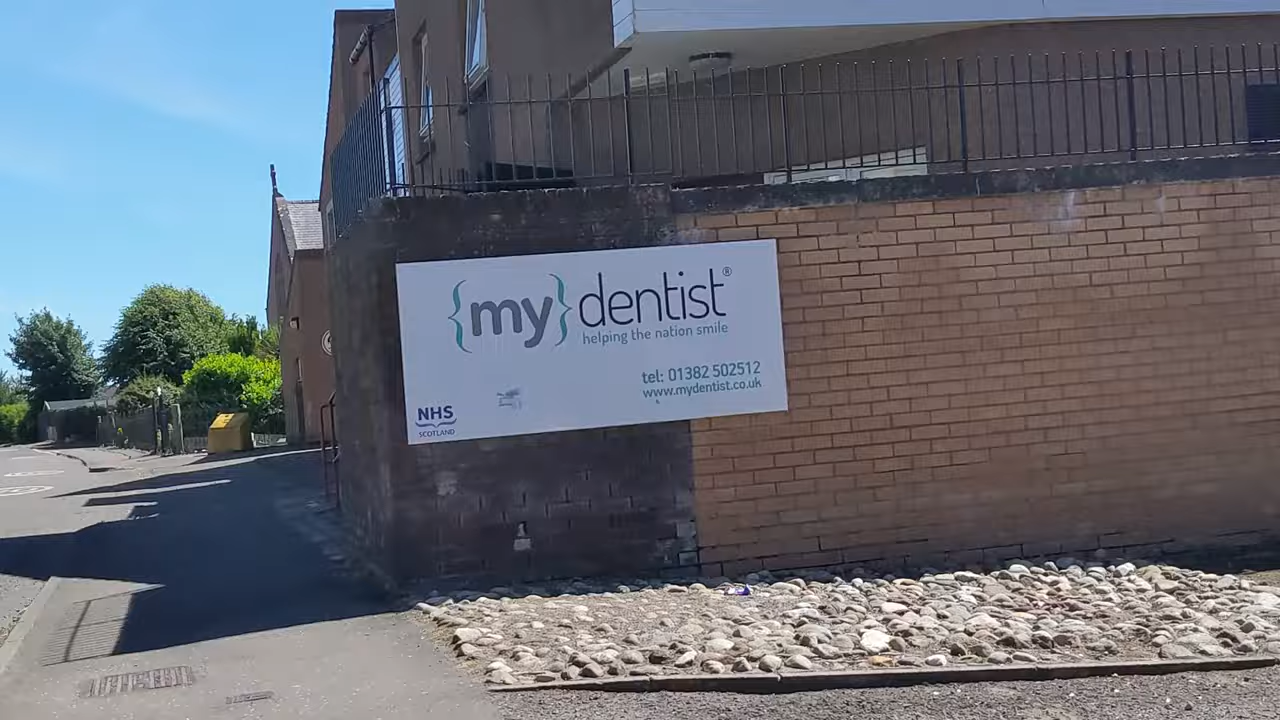 {my}dentist®
helping the nation smile
tel: 01382 502512
www.mydentist.co.uk
NHS
SCOTLAND